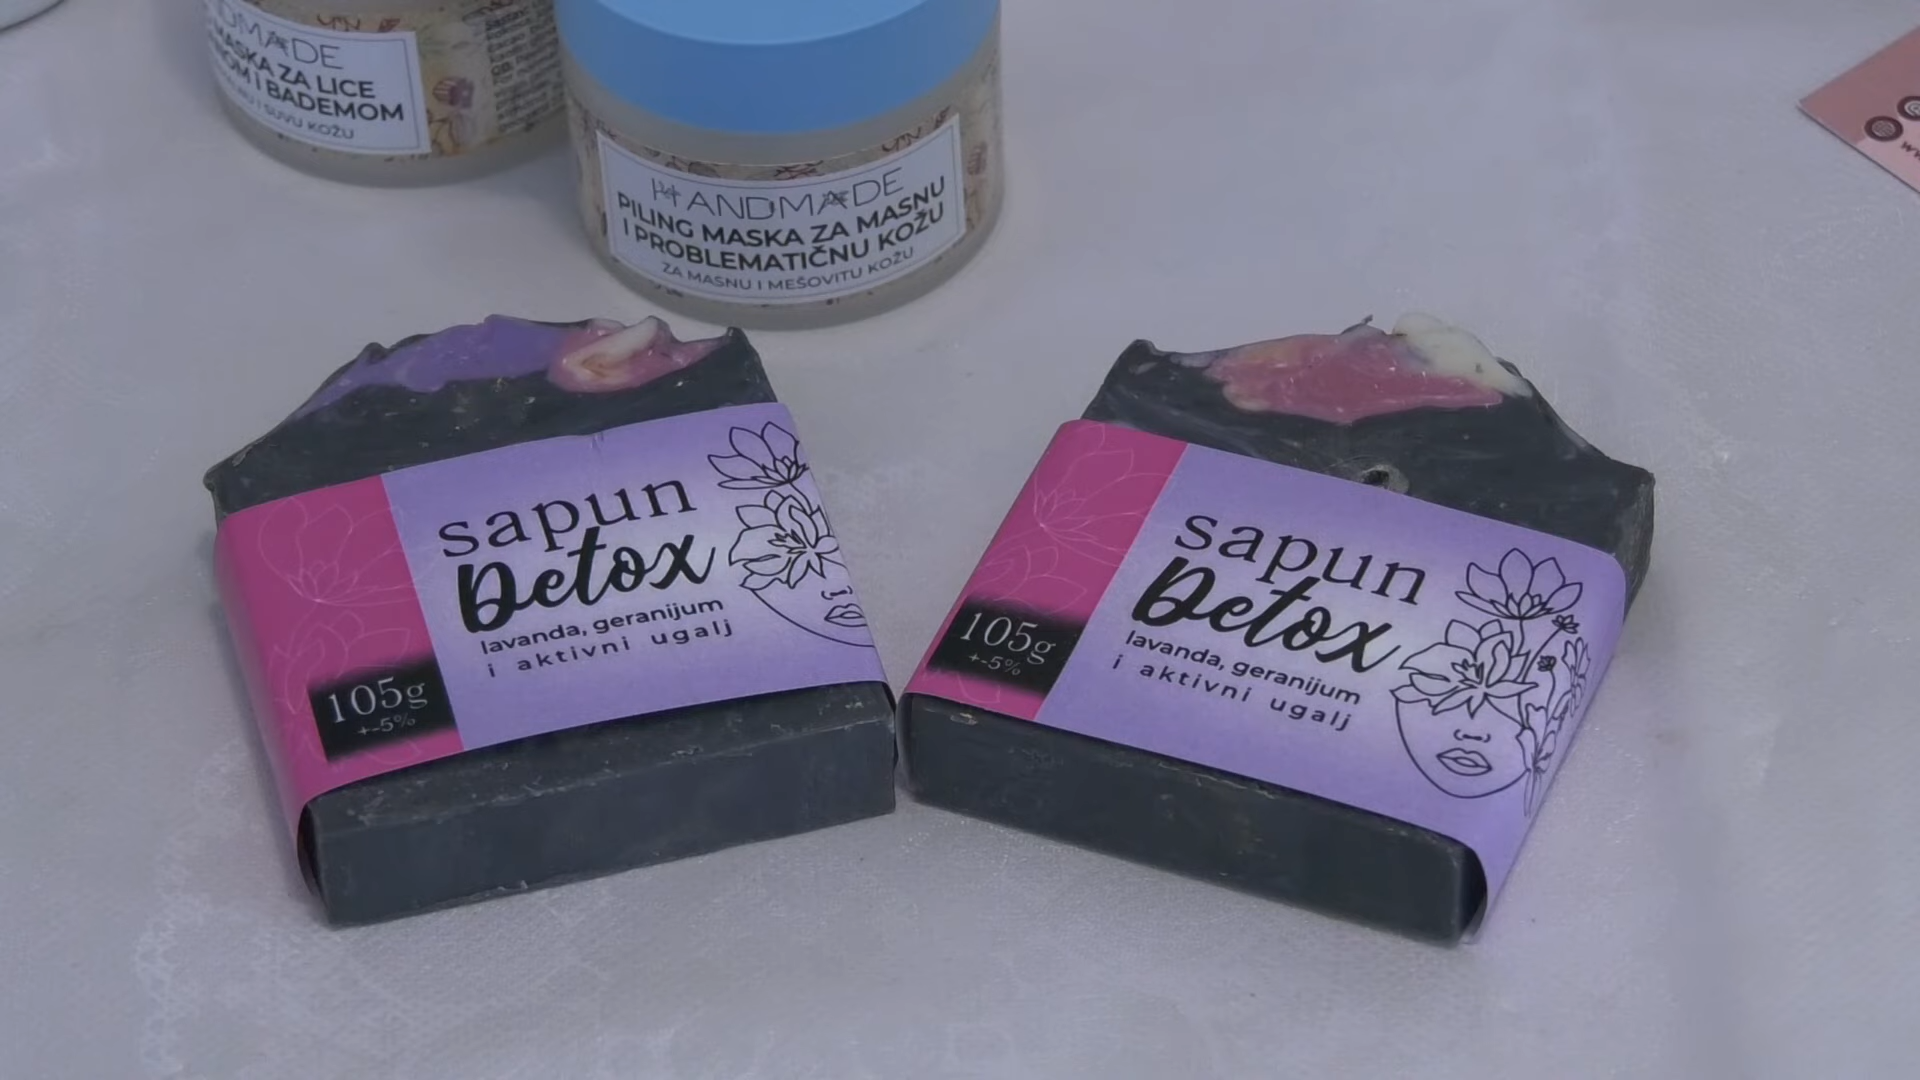 HANDMADE
MASKA ZA LICE
I BADEMOM
I SUVU KOŽU
HANDMADE
PILING MASKA ZA MASNU
I PROBLEMATIČNU KOŽU
ZA MASNU I MEŠOVITU KOŽU
sapun
Detox
lavanda, geranijum
i aktivni ugalj
105g
+-5%
sapun
Detox
lavanda, geranijum
i aktivni ugalj
105g
+-5%